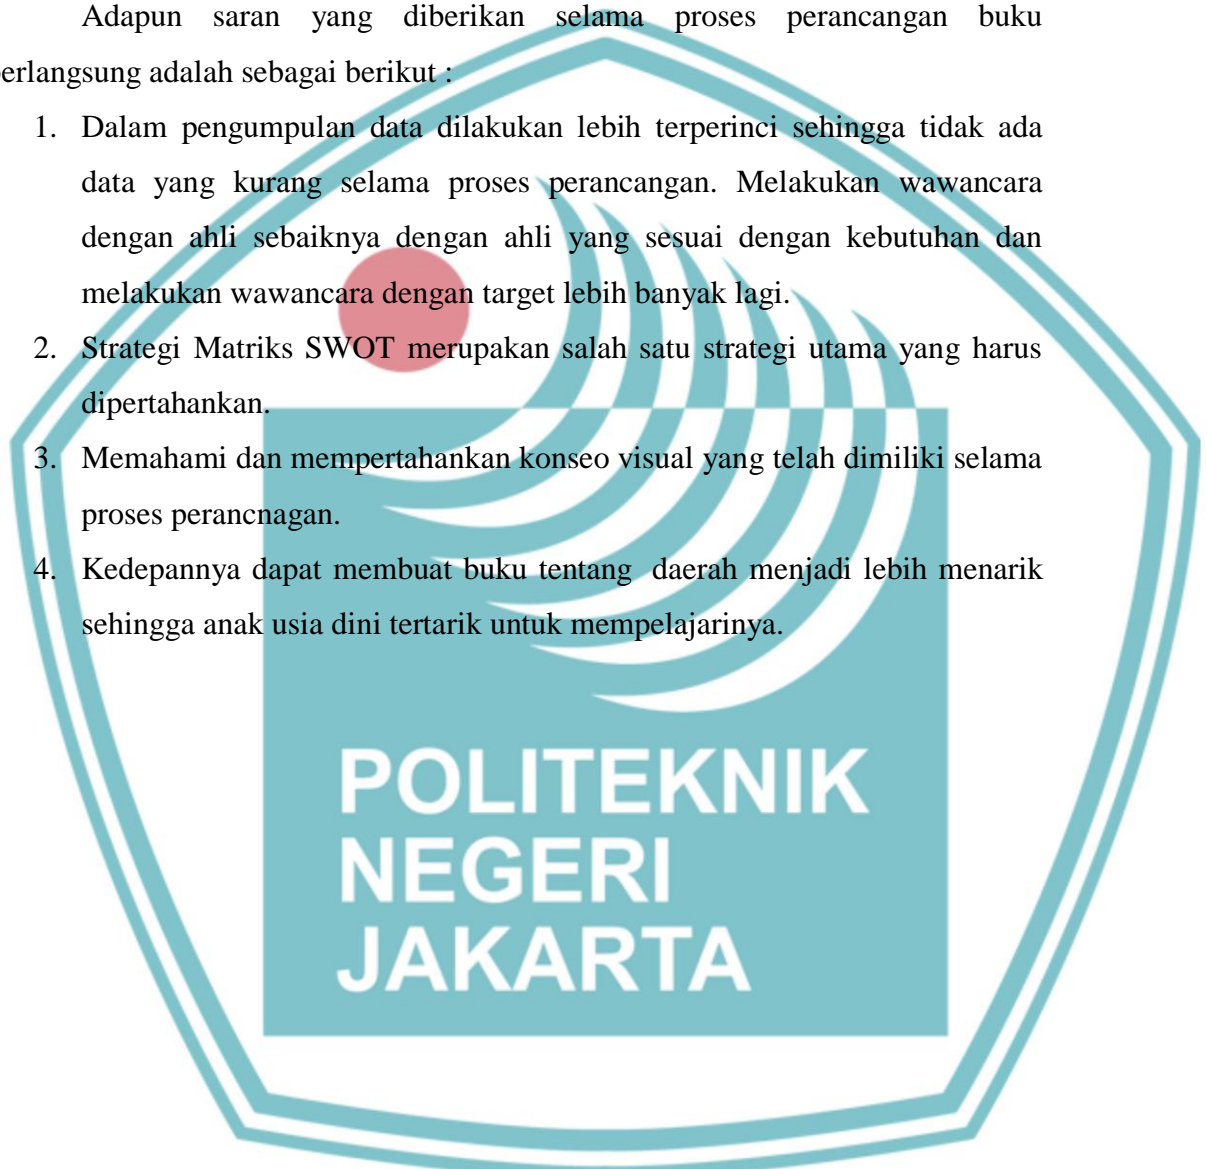 Adapun saran yang diberikan selama proses perancangan buku
berlangsung adalah sebagai berikut :
1. Dalam pengumpulan data dilakukan lebih terperinci sehingga tidak ada
data yang kurang selama proses perancangan. Melakukan wawancara
dengan ahli sebaiknya dengan ahli yang sesuai dengan kebutuhan dan
melakukan wawancara dengan target lebih banyak lagi.
2. Strategi Matriks SWOT merupakan salah satu strategi utama yang harus
dipertahankan.
3. Memahami dan mempertahankan konseo visual yang telah dimiliki selama
proses perancnagan.
4. Kedepannya dapat membuat buku tentang daerah menjadi lebih menarik
sehingga anak usia dini tertarik untuk mempelajarinya.
POLITEKNIK
NEGERI
JAKARTA